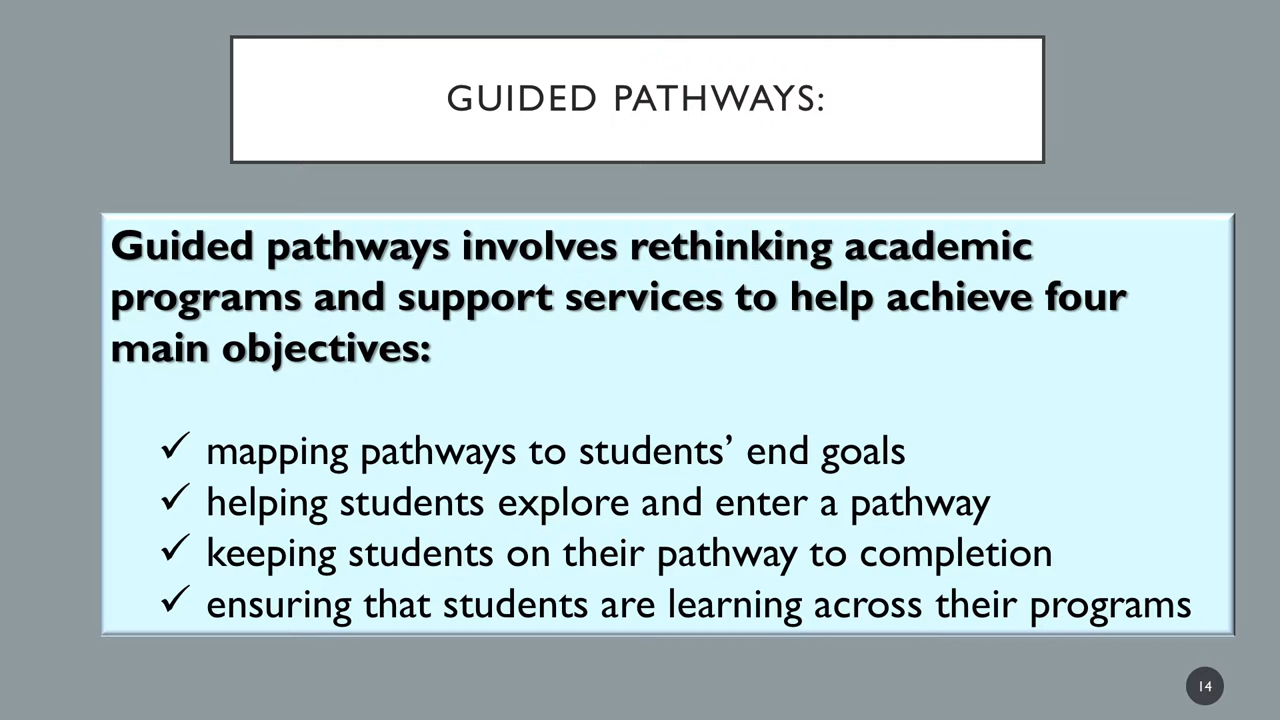 GUIDED PATHWAYS:
Guided pathways involves rethinking academic
programs and support services to help achieve four
main objectives:
✓ mapping pathways to students’ end goals
✓ helping students explore and enter a pathway
✓ keeping students on their pathway to completion
✓ ensuring that students are learning across their programs
14